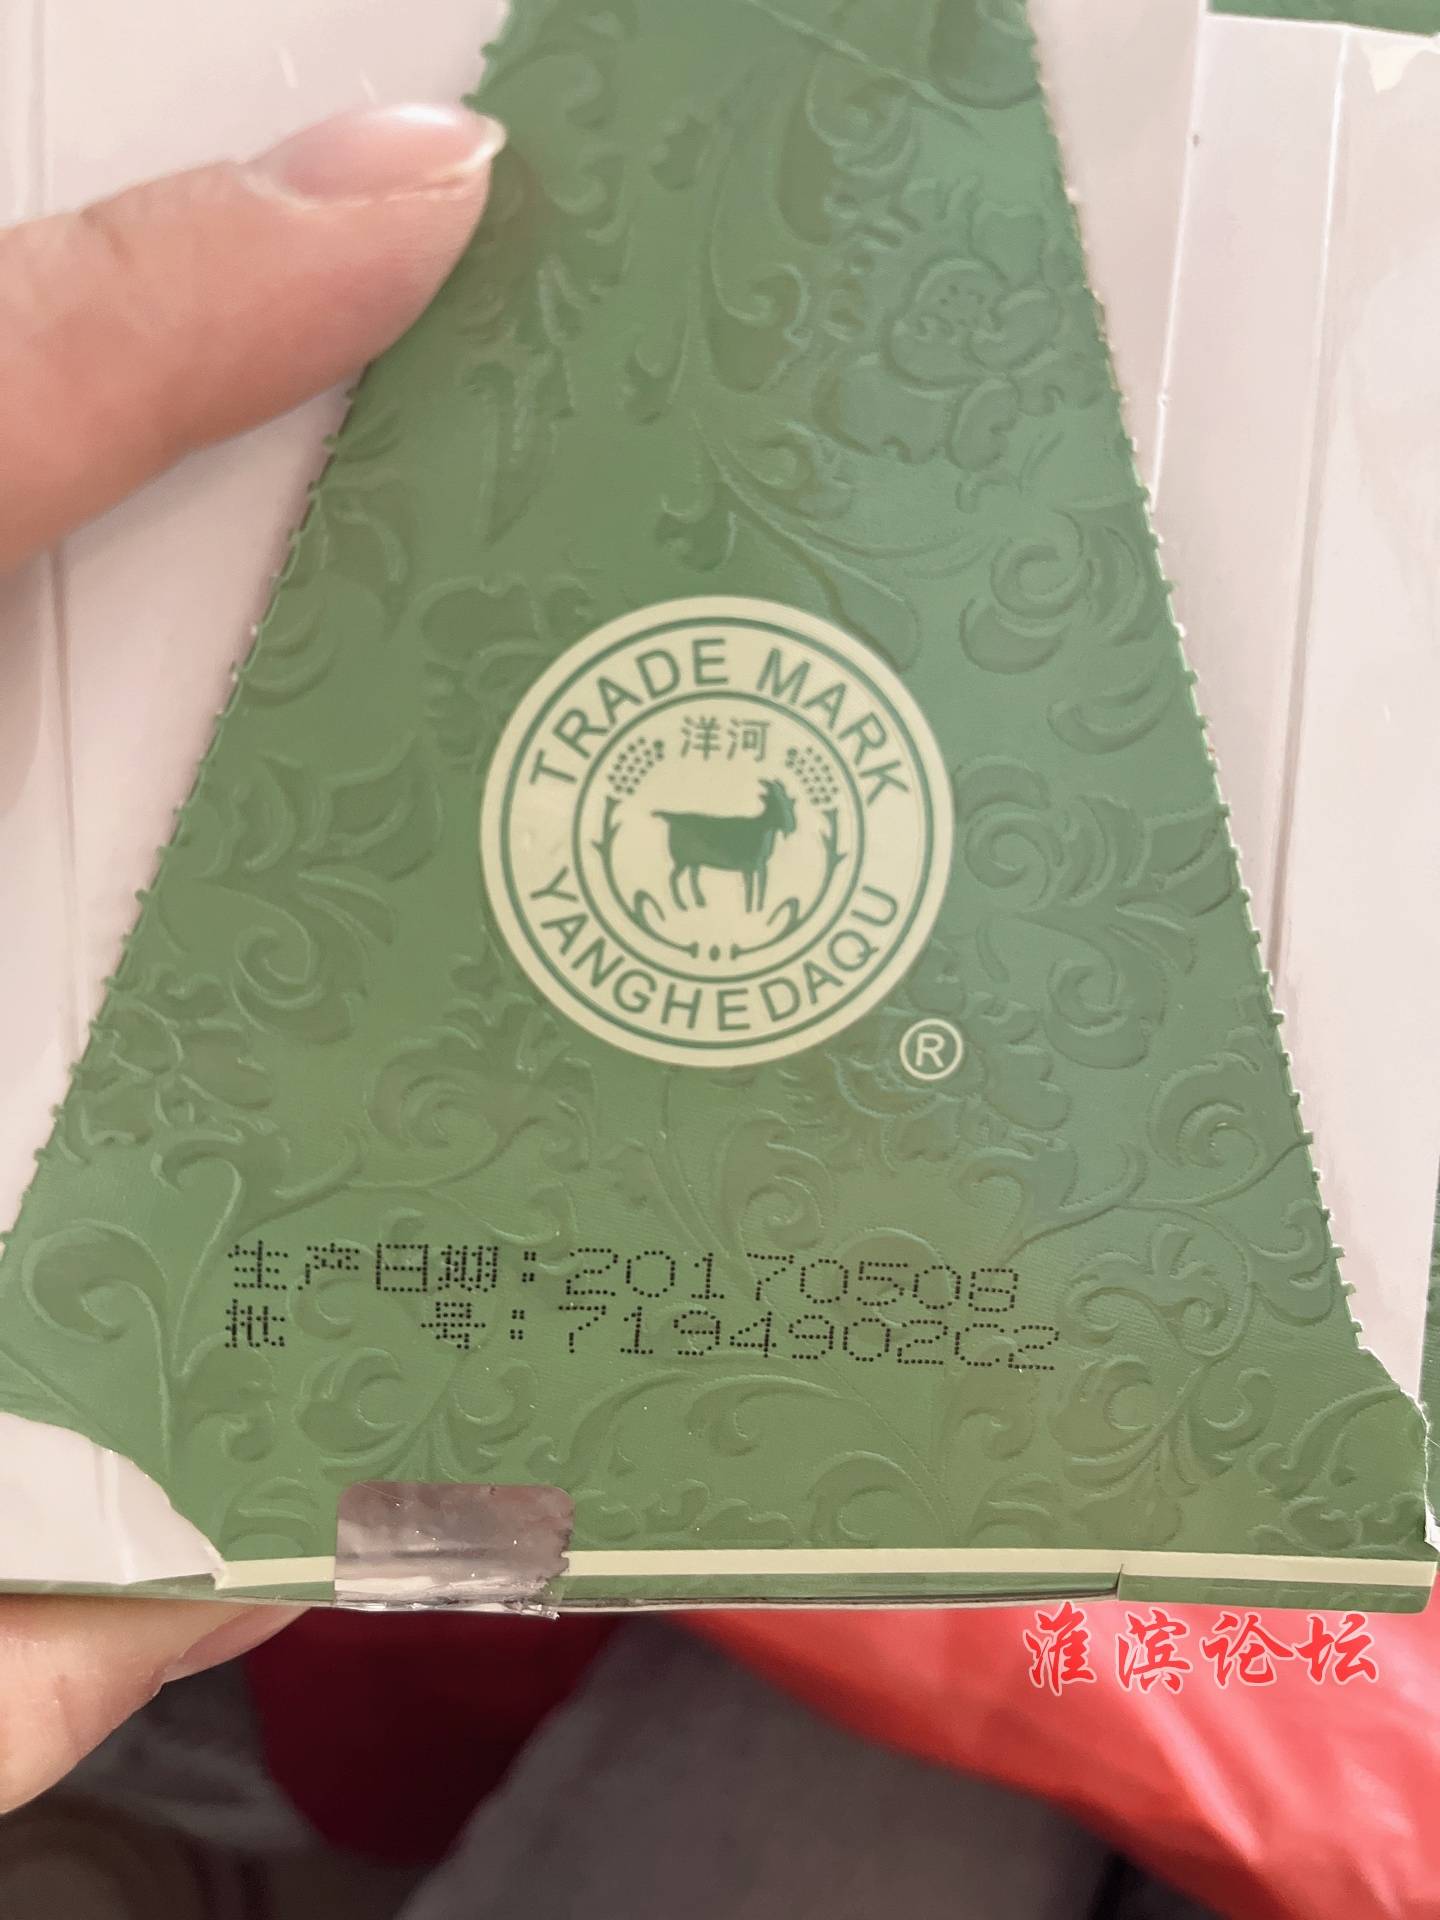 TRADE MARK
洋河
YANGHEDAQU
®
生产日期:20170508
批 号:7194902C2
淮滨论坛